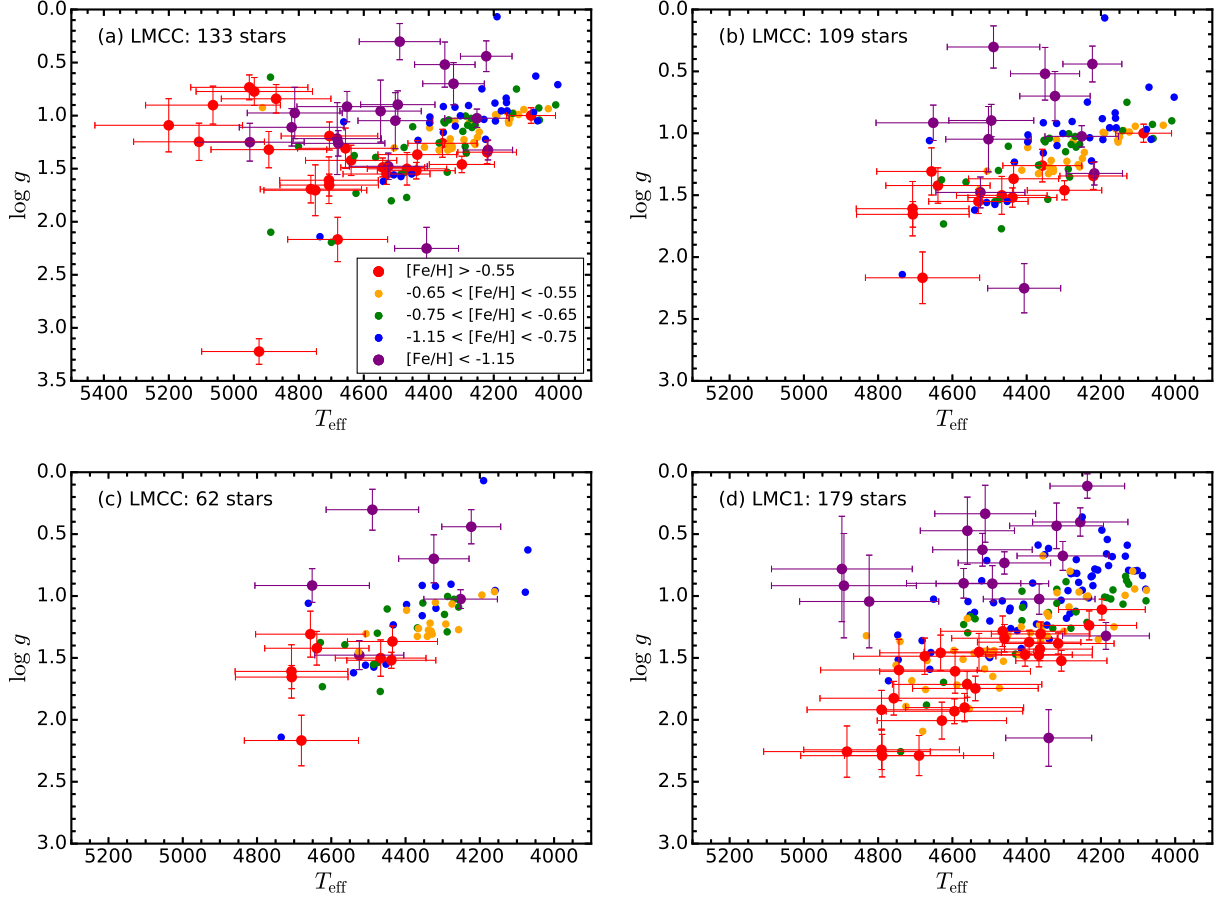 (a) LMCC: 133 stars
0.0
0.5
1.0
1.5
2.0
2.5
3.0
3.5
log g
[Fe/H] > -0.55
-0.65 < [Fe/H] < -0.55
-0.75 < [Fe/H] < -0.65
-1.15 < [Fe/H] < -0.75
[Fe/H] < -1.15
5400 5200 5000 4800 4600 4400 4200 4000
T_eff
(b) LMCC: 109 stars
0.0
0.5
1.0
1.5
2.0
2.5
3.0
log g
5200 5000 4800 4600 4400 4200 4000
T_eff
(c) LMCC: 62 stars
0.0
0.5
1.0
1.5
2.0
2.5
3.0
log g
5200 5000 4800 4600 4400 4200 4000
T_eff
(d) LMC1: 179 stars
0.0
0.5
1.0
1.5
2.0
2.5
3.0
log g
5200 5000 4800 4600 4400 4200 4000
T_eff